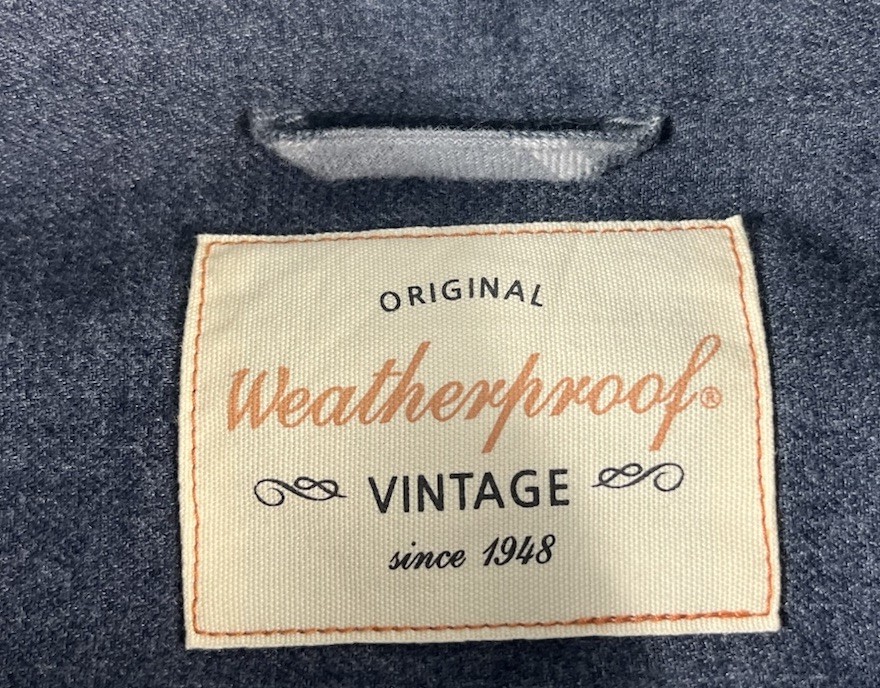 ORIGINAL
Weatherproof®
VINTAGE
since 1948